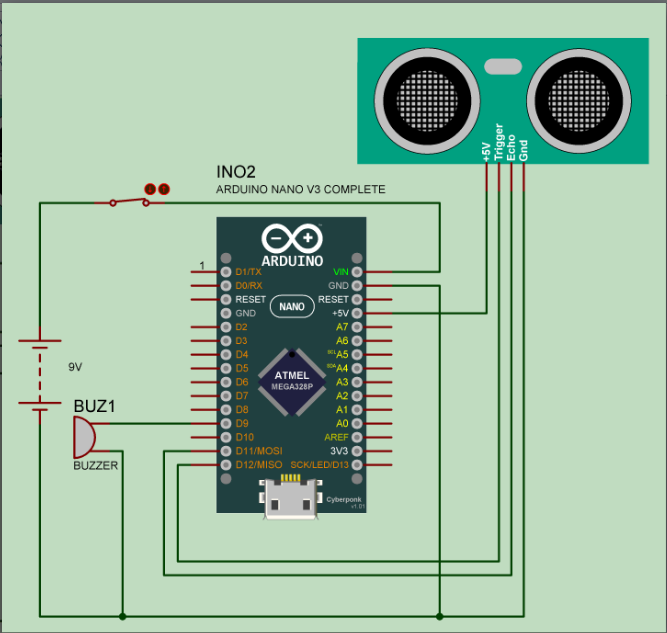 +5V
Trigger
Echo
Gnd
INO2
ARDUINO NANO V3 COMPLETE
ARDUINO
1
D1/TX
VIN
D0/RX
GND
RESET
NANO
RESET
GND
+5V
D2
A7
D3
A6
D4
SCL A5
D5
SDA A4
D6
A3
D7
A2
D8
A1
D9
A0
D10
AREF
D11/MOSI
3V3
D12/MISO
SCK/LED/D13
ATMEL
MEGA328P
9V
BUZ1
BUZZER
Cyberponk
v1.01